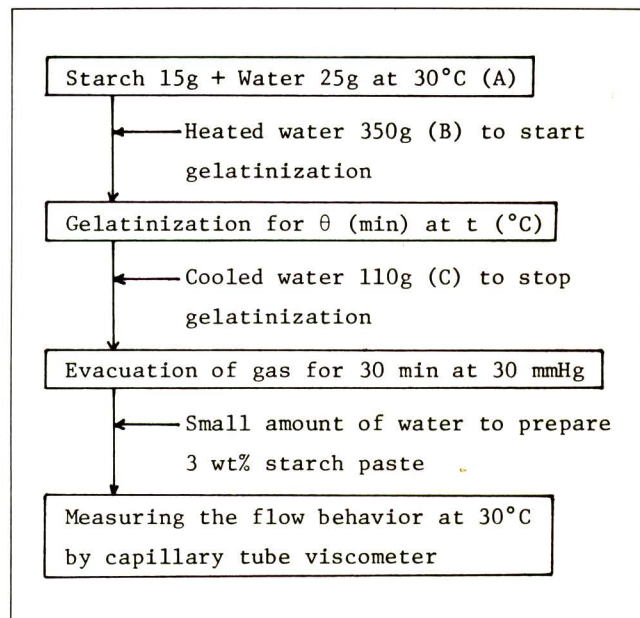 Starch 15g + Water 25g at 30°C (A)
Heated water 350g (B) to start
gelatinization
Gelatinization for θ (min) at t (°C)
Cooled water 110g (C) to stop
gelatinization
Evacuation of gas for 30 min at 30 mmHg
Small amount of water to prepare
3 wt% starch paste
Measuring the flow behavior at 30°C
by capillary tube viscometer